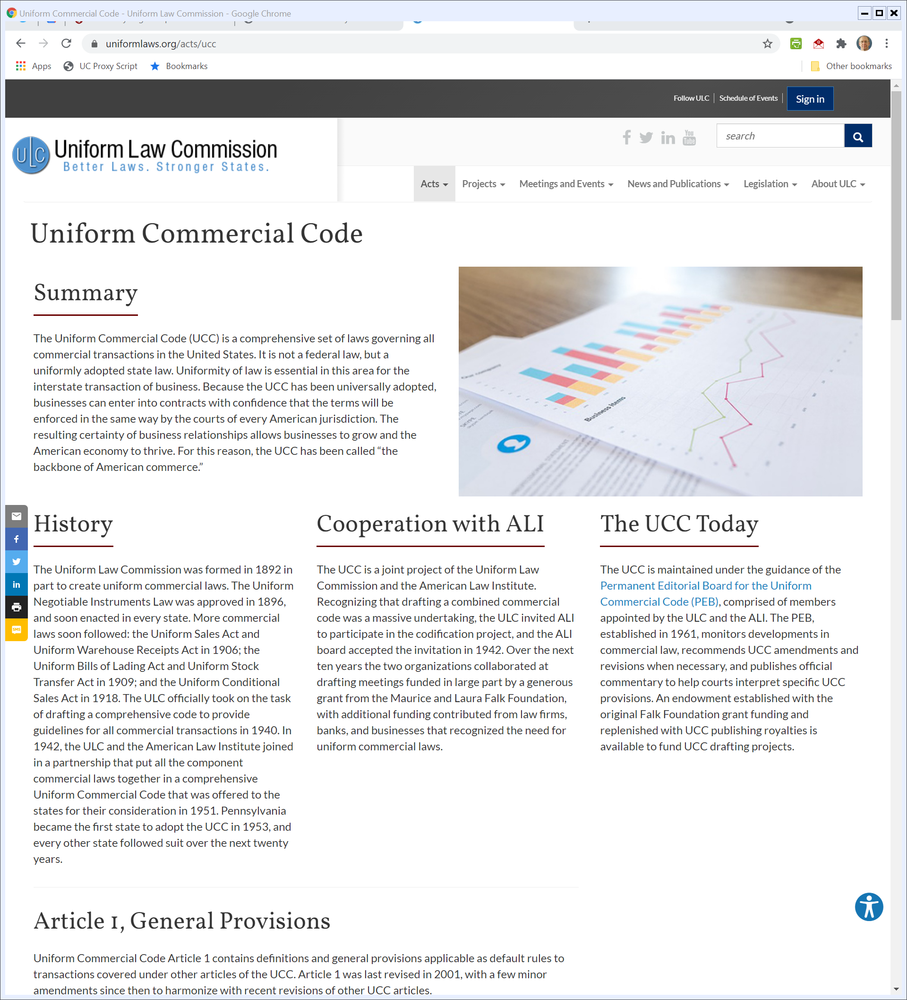 Uniform Commercial Code - Uniform Law Commission - Google Chrome
uniformlaws.org/acts/ucc
Apps UC Proxy Script Bookmarks Other bookmarks
Follow ULC Schedule of Events Sign in
ULC Uniform Law Commission
Better Laws. Stronger States.
You
Tube
search
Acts Projects Meetings and Events News and Publications Legislation About ULC
Uniform Commercial Code
Summary
The Uniform Commercial Code (UCC) is a comprehensive set of laws governing all
commercial transactions in the United States. It is not a federal law, but a
uniformly adopted state law. Uniformity of law is essential in this area for the
interstate transaction of business. Because the UCC has been universally adopted,
businesses can enter into contracts with confidence that the terms will be
enforced in the same way by the courts of every American jurisdiction. The
resulting certainty of business relationships allows businesses to grow and the
American economy to thrive. For this reason, the UCC has been called “the
backbone of American commerce.”
Our company
Business items
SKYPE
History
The Uniform Law Commission was formed in 1892 in
part to create uniform commercial laws. The Uniform
Negotiable Instruments Law was approved in 1896,
and soon enacted in every state. More commercial
laws soon followed: the Uniform Sales Act and
Uniform Warehouse Receipts Act in 1906; the
Uniform Bills of Lading Act and Uniform Stock
Transfer Act in 1909; and the Uniform Conditional
Sales Act in 1918. The ULC officially took on the task
of drafting a comprehensive code to provide
guidelines for all commercial transactions in 1940. In
1942, the ULC and the American Law Institute joined
in a partnership that put all the component
commercial laws together in a comprehensive
Uniform Commercial Code that was offered to the
states for their consideration in 1951. Pennsylvania
became the first state to adopt the UCC in 1953, and
every other state followed suit over the next twenty
years.
Cooperation with ALI
The UCC is a joint project of the Uniform Law
Commission and the American Law Institute.
Recognizing that drafting a combined commercial
code was a massive undertaking, the ULC invited ALI
to participate in the codification project, and the ALI
board accepted the invitation in 1942. Over the next
ten years the two organizations collaborated at
drafting meetings funded in large part by a generous
grant from the Maurice and Laura Falk Foundation,
with additional funding contributed from law firms,
banks, and businesses that recognized the need for
uniform commercial laws.
The UCC Today
The UCC is maintained under the guidance of the
Permanent Editorial Board for the Uniform
Commercial Code (PEB), comprised of members
appointed by the ULC and the ALI. The PEB,
established in 1961, monitors developments in
commercial law, recommends UCC amendments and
revisions when necessary, and publishes official
commentary to help courts interpret specific UCC
provisions. An endowment established with the
original Falk Foundation grant funding and
replenished with UCC publishing royalties is
available to fund UCC drafting projects.
SMS
Article 1, General Provisions
Uniform Commercial Code Article 1 contains definitions and general provisions applicable as default rules to
transactions covered under other articles of the UCC. Article 1 was last revised in 2001, with a few minor
amendments since then to harmonize with recent revisions of other UCC articles.